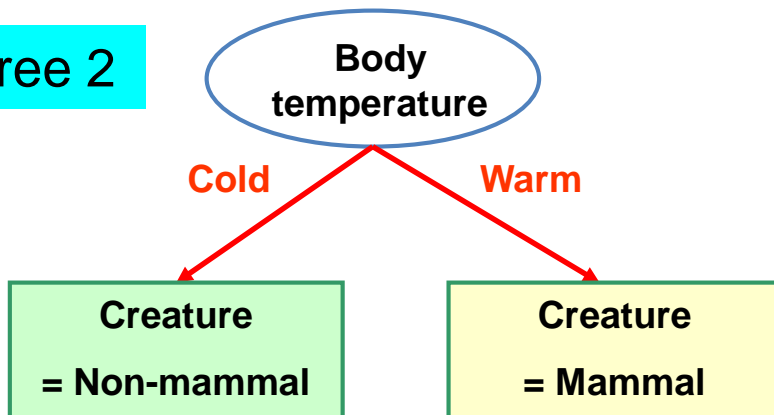 ree 2
Body
temperature
Cold
Warm
Creature
= Non-mammal
Creature
= Mammal